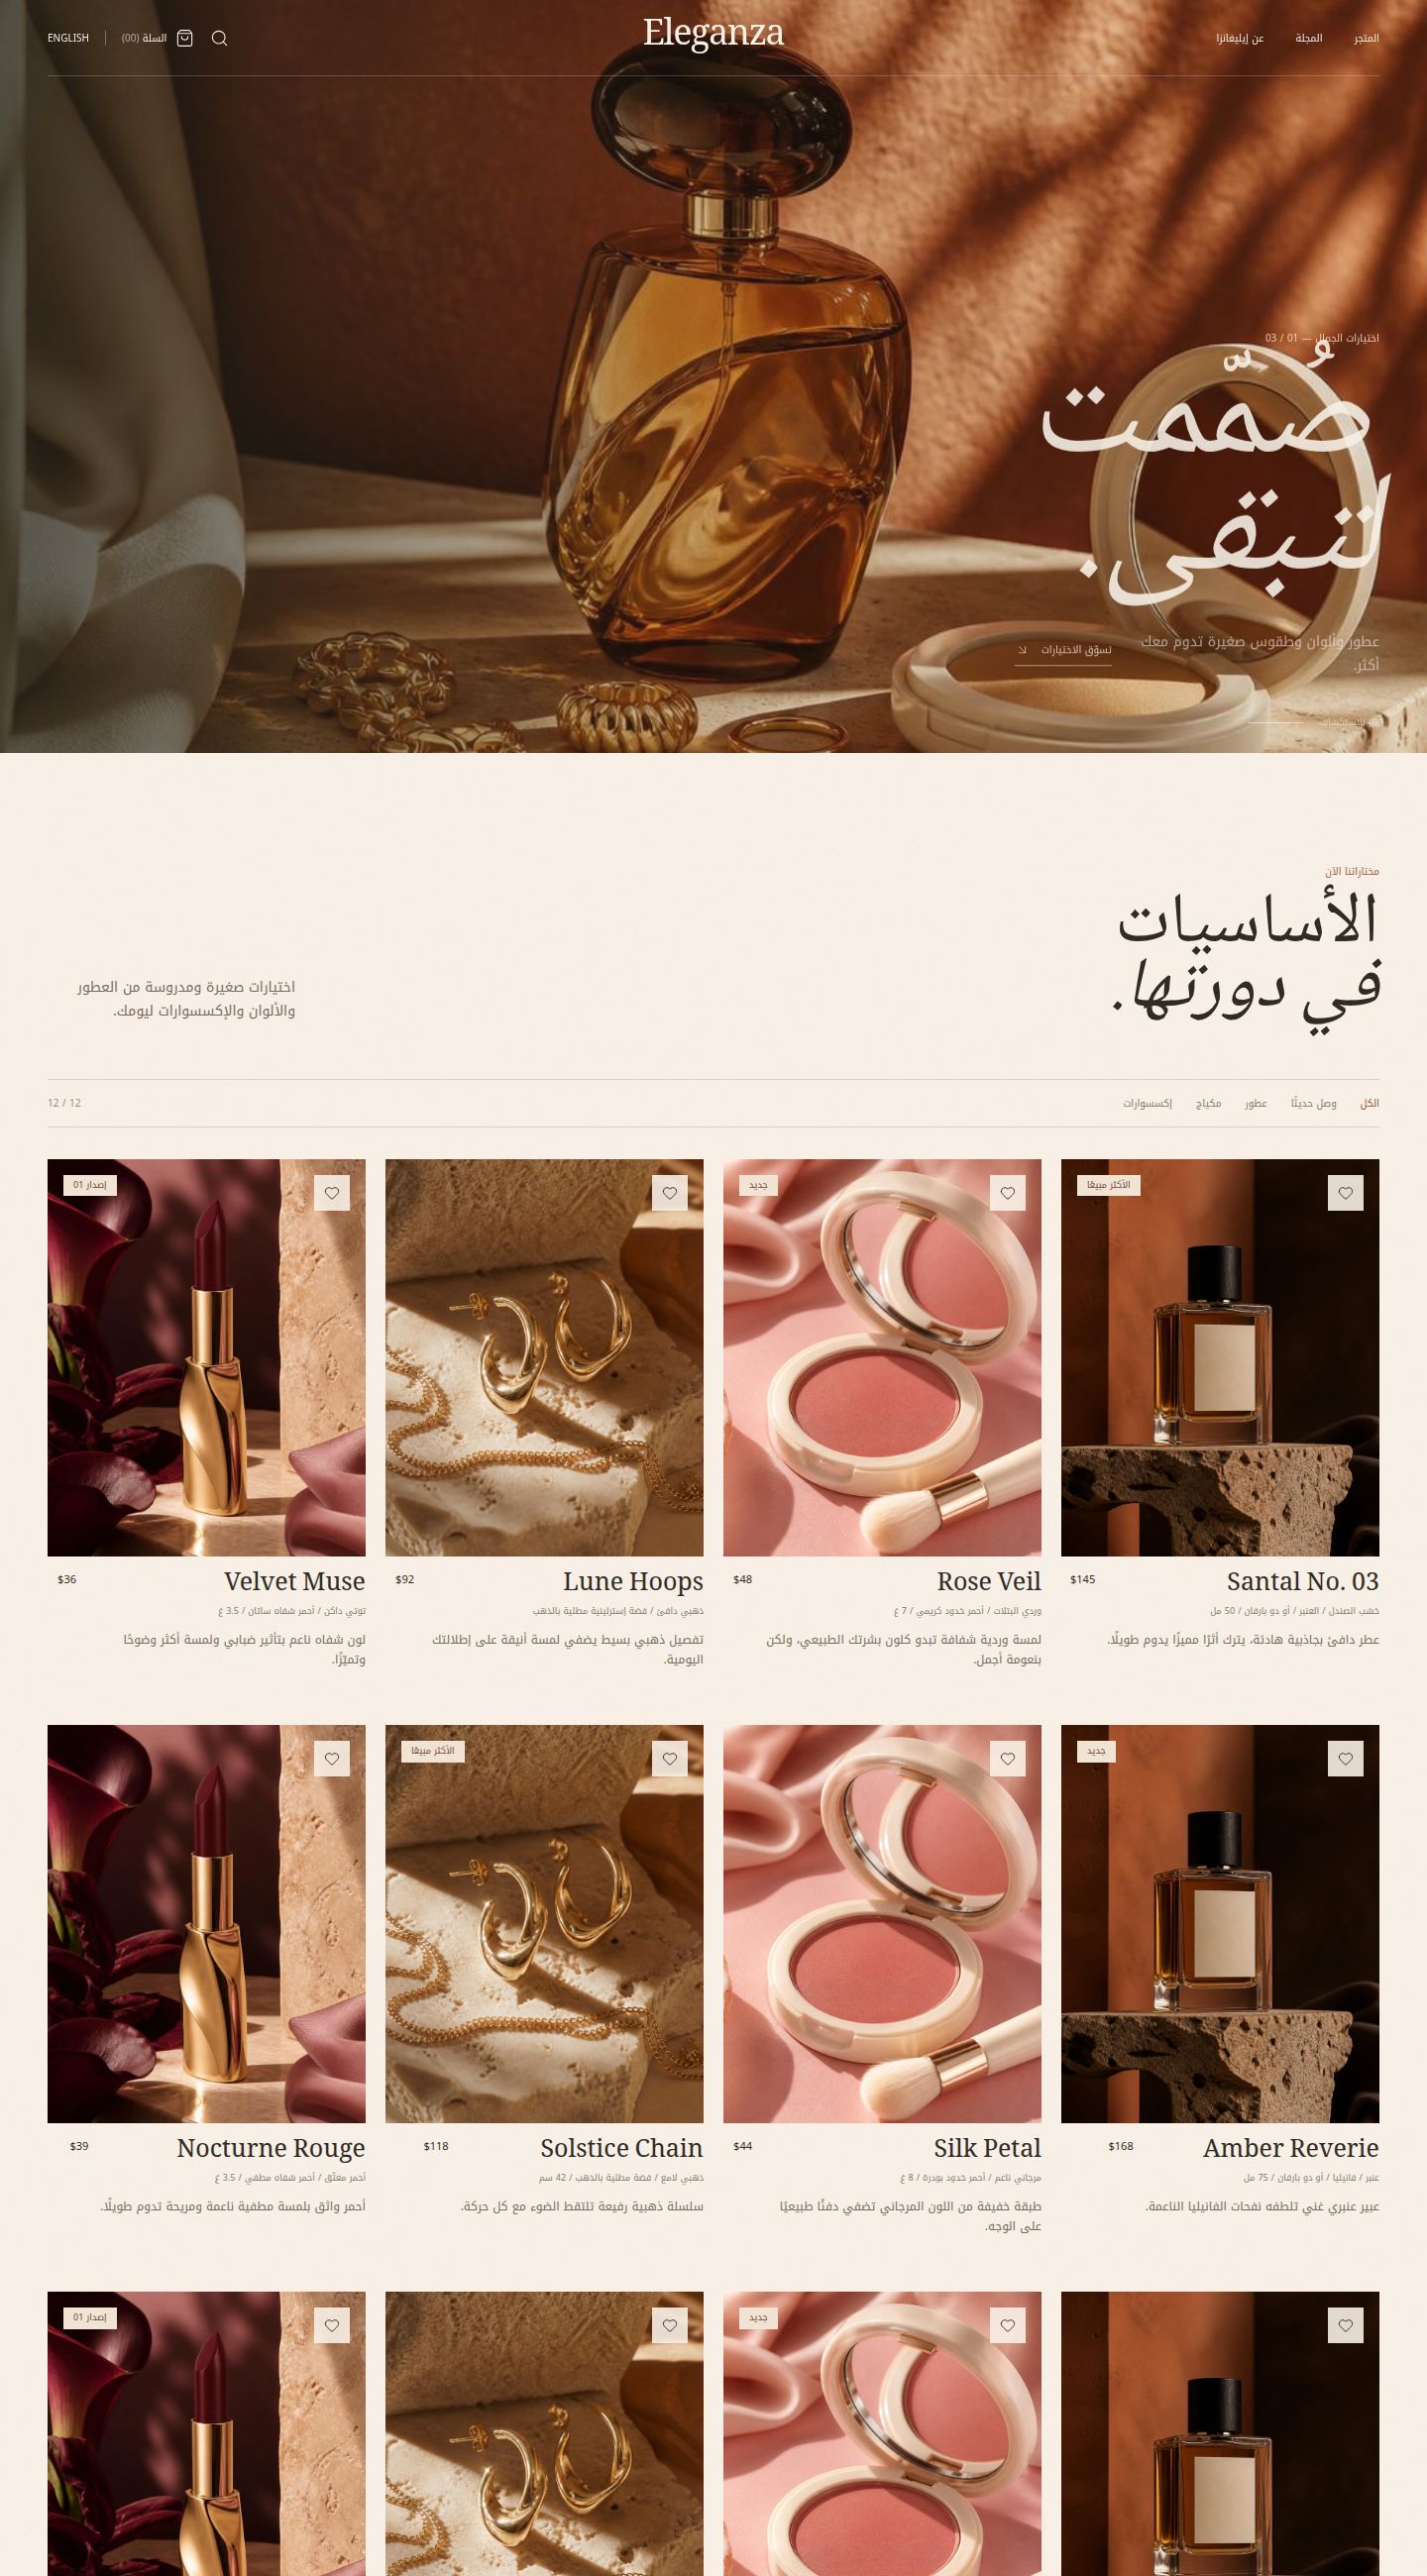 المتجر
المجلة
عن إيليغانزا
Eleganza
السلة (00)
ENGLISH
اختيارات الجمال — 01 / 03
صُمّمت
لتبقى.
عطور وألوان وطقوس صغيرة تدوم معك
أكثر.
تسوّق الاختيارات
مختاراتنا الآن
الأساسيات
في دورتها.
اختيارات صغيرة ومدروسة من العطور
والألوان والإكسسوارات ليومك.
الكل
وصل حديثًا
عطور
مكياج
إكسسوارات
12 / 12
الأكثر مبيعًا
جديد
إصدار 01
Santal No. 03
$145
خشب الصندل / العنبر / أو دو بارفان / 50 مل
عطر دافئ بجاذبية هادئة، يترك أثرًا مميزًا يدوم طويلًا.
Rose Veil
$48
وردي البتلات / أحمر خدود كريمي / 7 غ
لمسة وردية شفافة تبدو كلون بشرتك الطبيعي، ولكن
بنعومة أجمل.
Lune Hoops
$92
ذهبي دافئ / فضة إسترلينية مطلية بالذهب
تفصيل ذهبي بسيط يضفي لمسة أنيقة على إطلالتك
اليومية.
Velvet Muse
$36
توتي داكن / أحمر شفاه ساتان / 3.5 غ
لون شفاه ناعم بتأثير ضبابي ولمسة أكثر وضوحًا
وتميّزًا.
جديد
الأكثر مبيعًا
Amber Reverie
$168
عنبر / فانيليا / أو دو بارفان / 75 مل
عبير عنبري غني تلطفه نفحات الفانيليا الناعمة.
Silk Petal
$44
مرجاني ناعم / أحمر خدود بودرة / 8 غ
طبقة خفيفة من اللون المرجاني تضفي دفئًا طبيعيًا
على الوجه.
Solstice Chain
$118
ذهبي لامع / فضة مطلية بالذهب / 42 سم
سلسلة ذهبية رفيعة تلتقط الضوء مع كل حركة.
Nocturne Rouge
$39
أحمر معتّق / أحمر شفاه مطفي / 3.5 غ
أحمر واثق بلمسة مطفية ناعمة ومريحة تدوم طويلًا.
جديد
إصدار 01